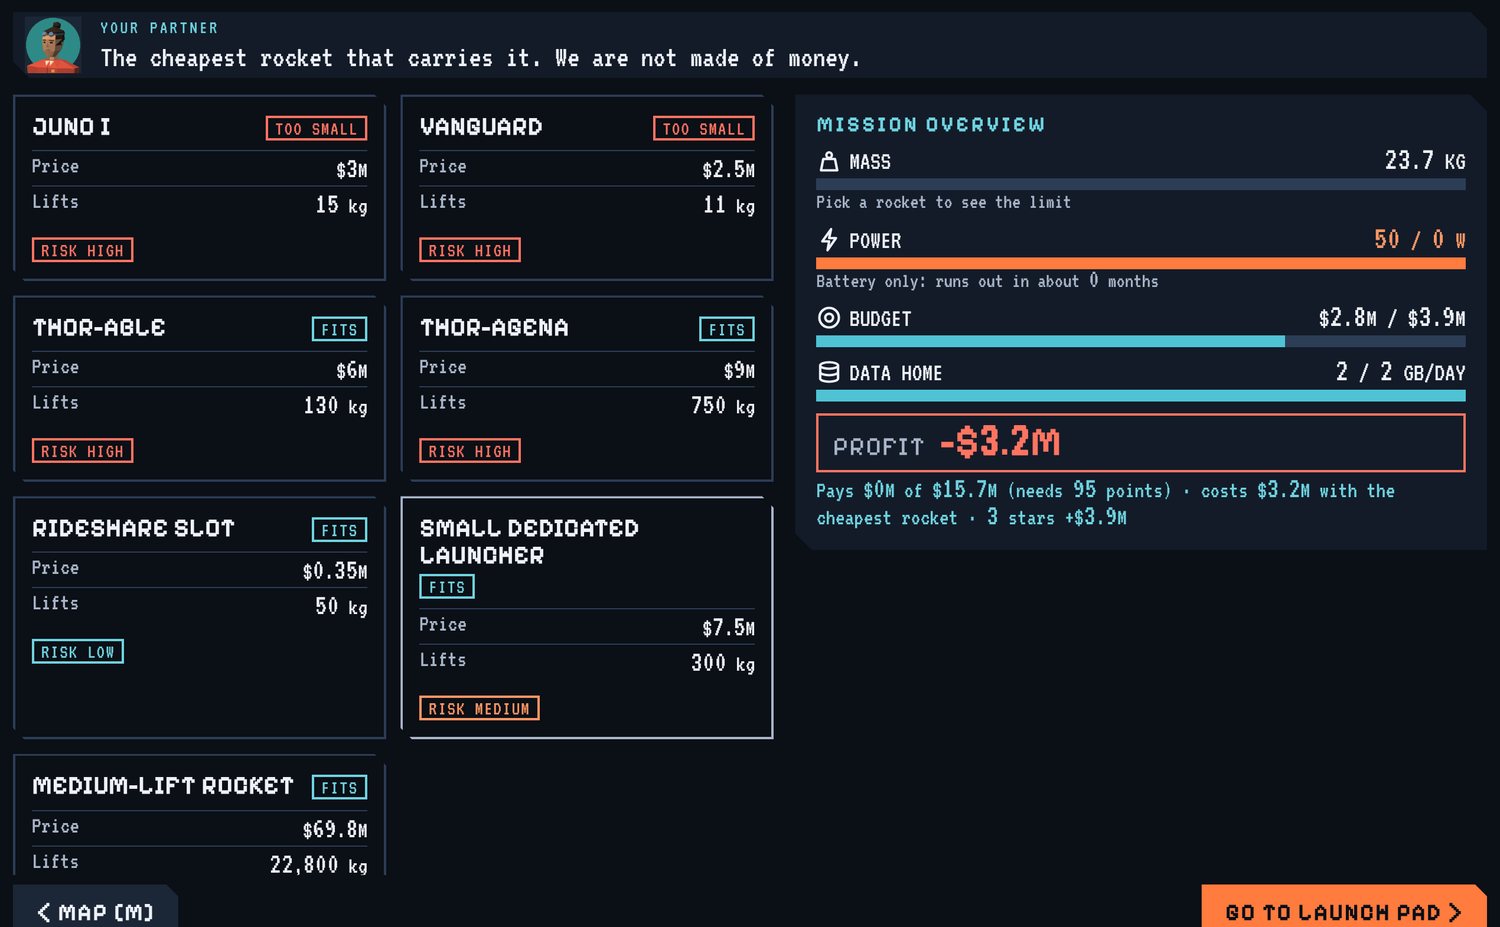 YOUR PARTNER
The cheapest rocket that carries it. We are not made of money.
JUNO I
TOO SMALL
Price
$3M
Lifts
15 kg
RISK HIGH
VANGUARD
TOO SMALL
Price
$2.5M
Lifts
11 kg
RISK HIGH
THOR-ABLE
FITS
Price
$6M
Lifts
130 kg
RISK HIGH
THOR-AGENA
FITS
Price
$9M
Lifts
750 kg
RISK HIGH
RIDESHARE SLOT
FITS
Price
$0.35M
Lifts
50 kg
RISK LOW
SMALL DEDICATED
LAUNCHER
FITS
Price
$7.5M
Lifts
300 kg
RISK MEDIUM
MEDIUM-LIFT ROCKET
FITS
Price
$69.8M
Lifts
22,800 kg
MISSION OVERVIEW
MASS
23.7 KG
Pick a rocket to see the limit
POWER
50 / 0 W
Battery only: runs out in about 0 months
BUDGET
$2.8M / $3.9M
DATA HOME
2 / 2 GB/DAY
PROFIT -$3.2M
Pays $0M of $15.7M (needs 95 points) · costs $3.2M with the
cheapest rocket · 3 stars +$3.9M
< MAP (M)
GO TO LAUNCH PAD >